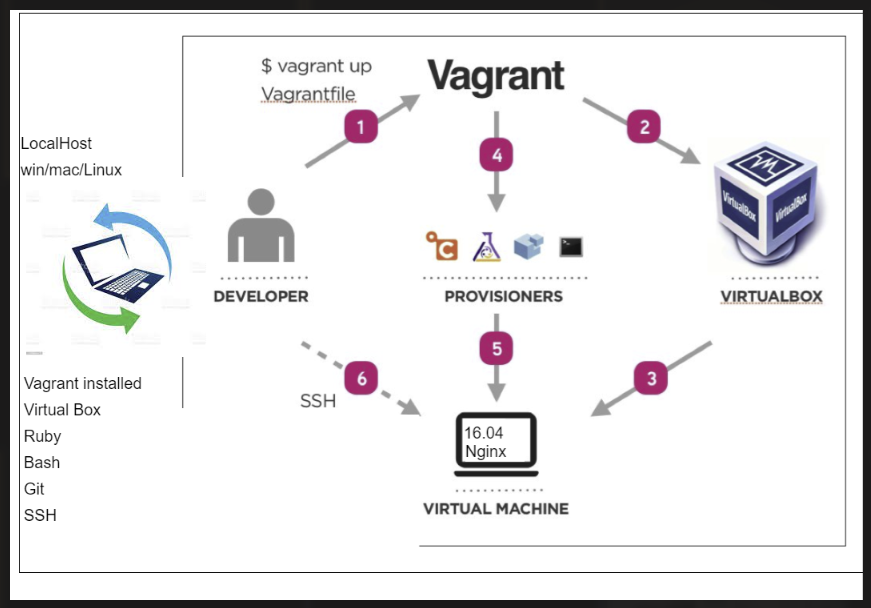 $ vagrant up
Vagrantfile
Vagrant
1
2
4
LocalHost
win/mac/Linux
VirtualBox
VirtualBox
DEVELOPER
PROVISIONERS
VIRTUALBOX
5
6
3
SSH
Vagrant installed
Virtual Box
Ruby
Bash
Git
SSH
16.04
Nginx
VIRTUAL MACHINE